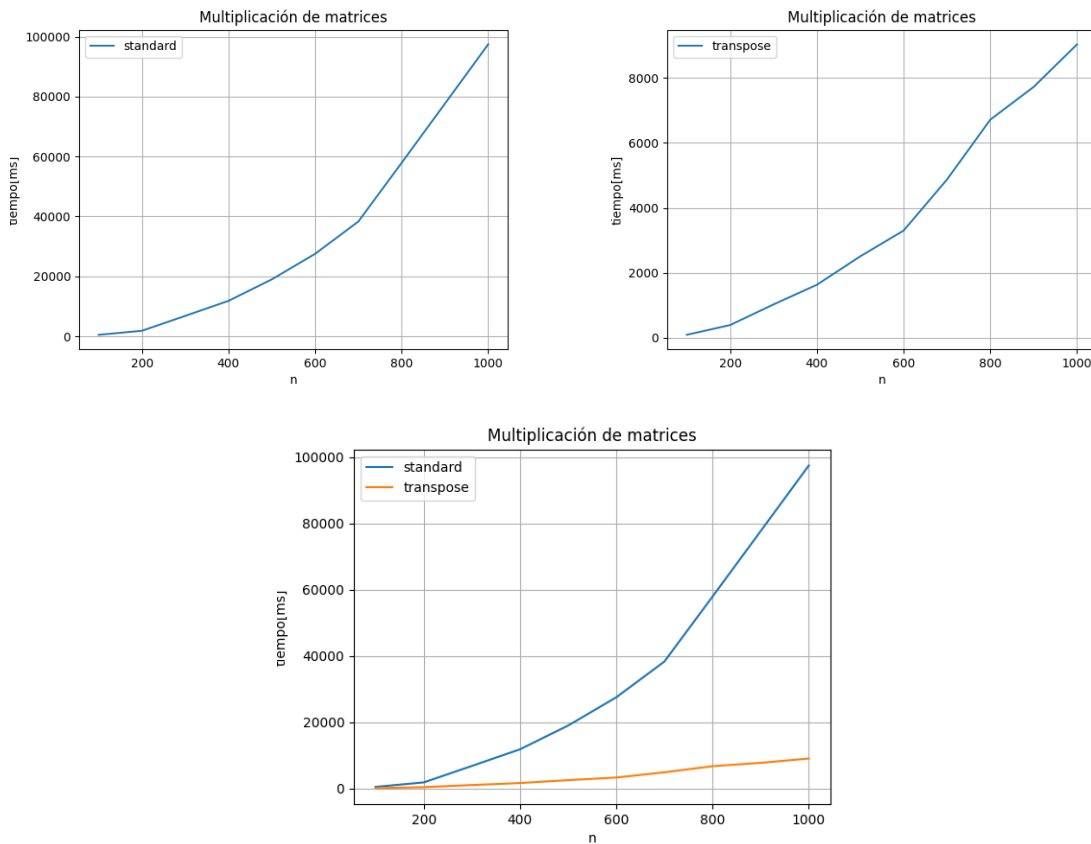 Multiplicación de matrices
standard
100000
80000
60000
40000
20000
0
tiempo[ms]
200 400 600 800 1000
n
Multiplicación de matrices
transpose
8000
6000
4000
2000
0
tiempo[ms]
200 400 600 800 1000
n
Multiplicación de matrices
standard
transpose
100000
80000
60000
40000
20000
0
tiempo[ms]
200 400 600 800 1000
n